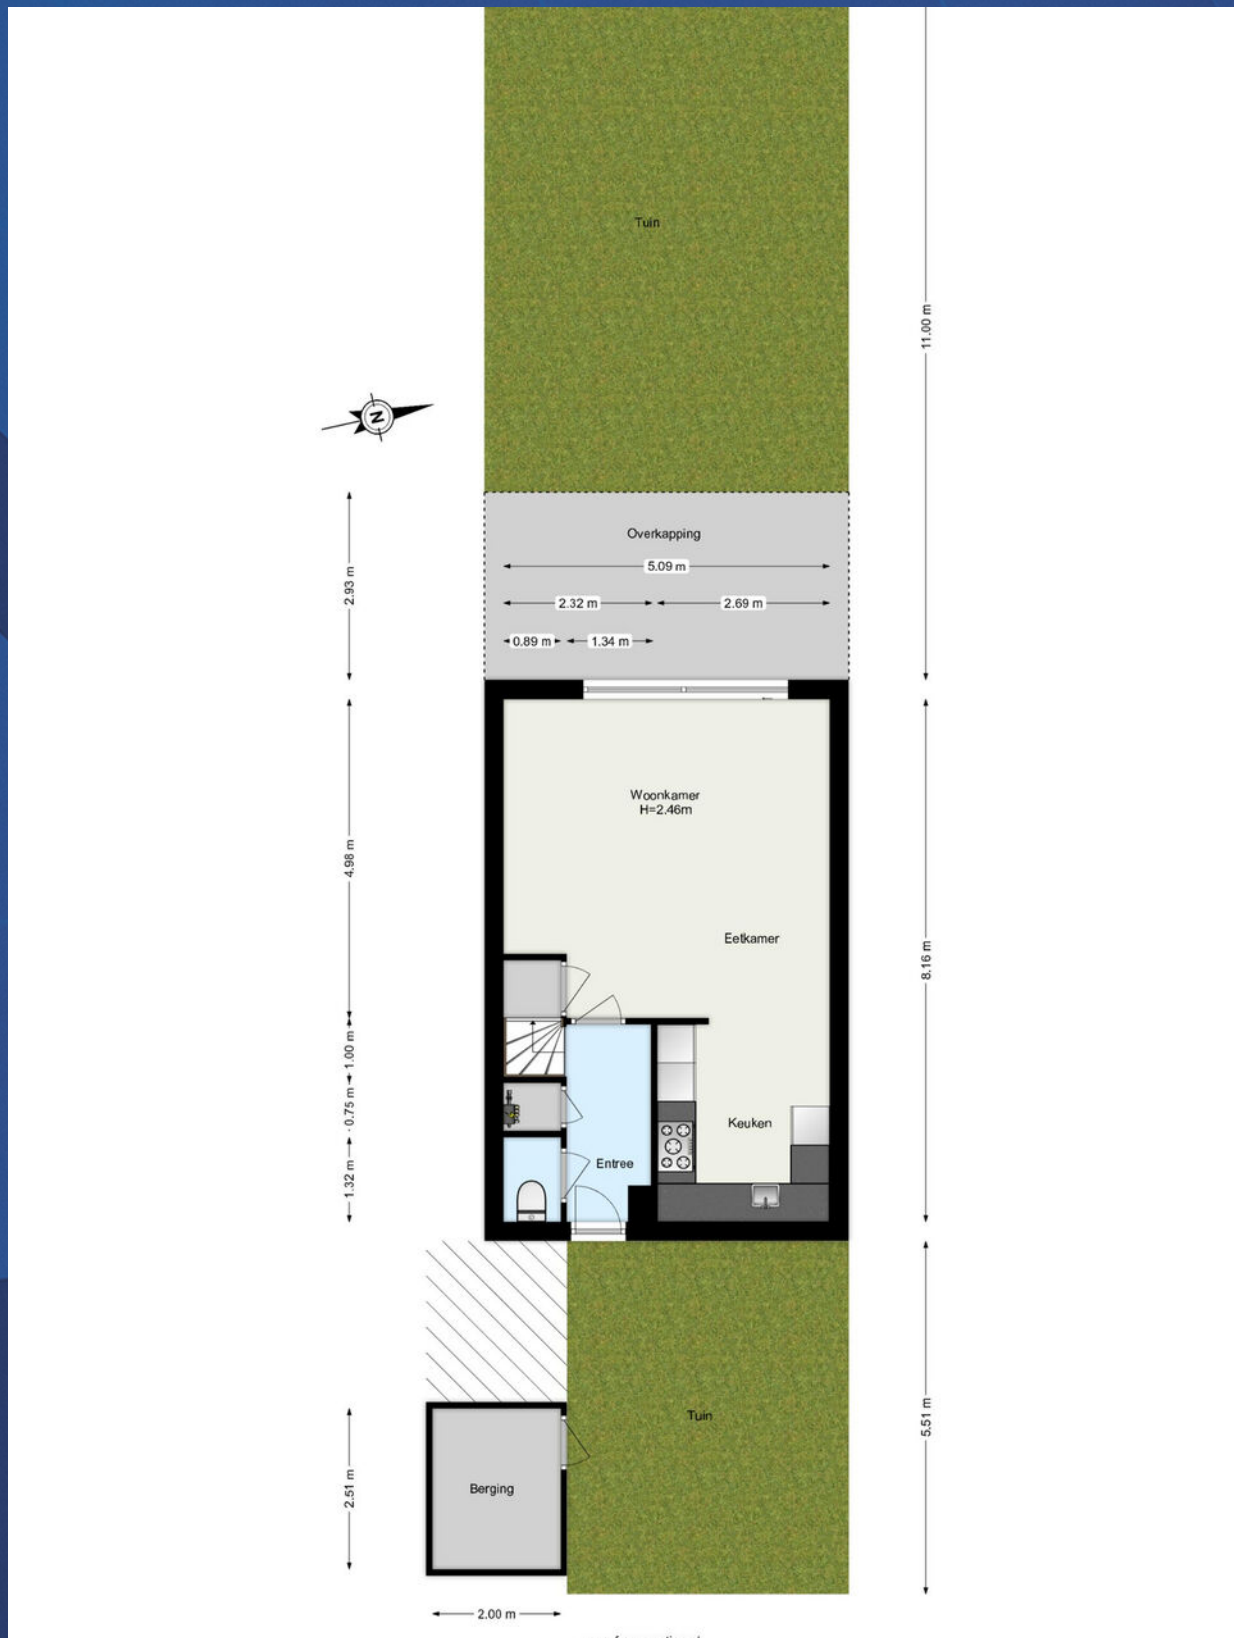 Tuin
11.00 m
N
Overkapping
5.09 m
2.93 m
2.32 m
2.69 m
0.89 m
1.34 m
Woonkamer
H=2.46m
4.98 m
Eetkamer
8.16 m
1.00 m
0.75 m
Keuken
1.32 m
Entree
Tuin
5.51 m
Berging
2.51 m
2.00 m